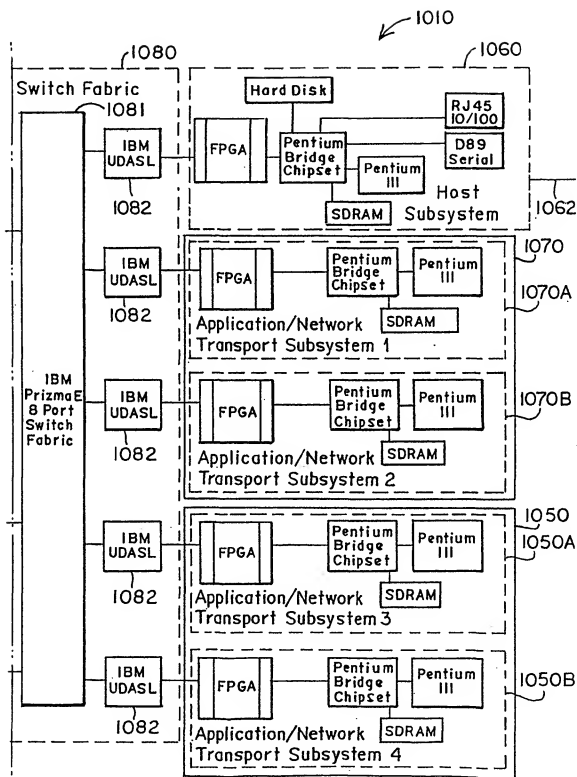 1010
1080
1060
Switch Fabric
1081
Hard Disk
RJ45
10/100
IBM
UDASL
1082
FPGA
Pentium
Bridge
Chipset
D89
Serial
Pentium
III
Host
Subsystem
SDRAM
1062
IBM
UDASL
1082
FPGA
Pentium
Bridge
Chipset
Pentium
III
SDRAM
Application/Network
Transport Subsystem 1
1070
1070A
IBM
PrizmaE
8 Port
Switch
Fabric
IBM
UDASL
1082
FPGA
Pentium
Bridge
Chipset
Pentium
III
SDRAM
Application/Network
Transport Subsystem 2
1070B
IBM
UDASL
1082
FPGA
Pentium
Bridge
Chipset
Pentium
III
SDRAM
Application/Network
Transport Subsystem 3
1050
1050A
IBM
UDASL
1082
FPGA
Pentium
Bridge
Chipset
Pentium
III
SDRAM
Application/Network
Transport Subsystem 4
1050B